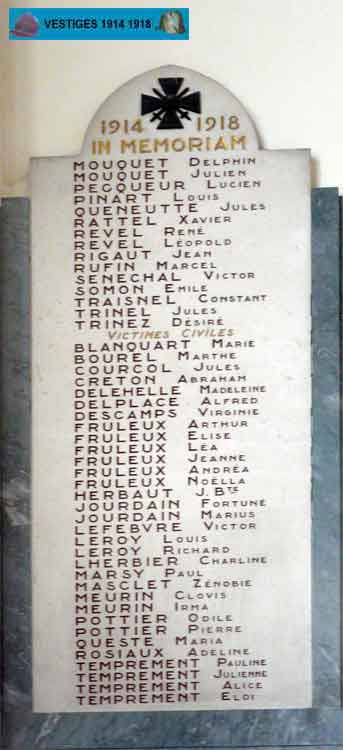 VESTIGES 1914 1918
1914 1918
IN MEMORIAM
MOUQUET DELPHIN
MOUQUET JULIEN
PECQUEUR LUCIEN
PINART LOUIS
QUENEUTTE JULES
RATTEL XAVIER
REVEL RENÉ
REVEL LÉOPOLD
RIGAUT JEAN
RUFIN MARCEL
SENECHAL VICTOR
SOMON EMILE
TRAISNEL CONSTANT
TRINEL JULES
TRINEZ DÉSIRÉ
VICTIMES CIVILES
BLANQUART MARIE
BOUREL MARTHE
COURCOL JULES
CRETON ABRAHAM
DELEHELLE MADELEINE
DELPLACE ALFRED
DESCAMPS VIRGINIE
FRULEUX ARTHUR
FRULEUX ELISE
FRULEUX LÉA
FRULEUX JEANNE
FRULEUX ANDRÉA
FRULEUX NOËLLA
HERBAUT J. BTE
JOURDAIN FORTUNÉ
JOURDAIN MARIUS
LEFEBVRE VICTOR
LEROY LOUIS
LEROY RICHARD
LHERBIER CHARLINE
MARSY PAUL
MASCLET ZÉNOBIE
MEURIN CLOVIS
MEURIN IRMA
POTTIER ODILE
POTTIER PIERRE
QUESTE MARIA
ROSIAUX ADELINE
TEMPREMENT PAULINE
TEMPREMENT JULIENNE
TEMPREMENT ALICE
TEMPREMENT ELOI